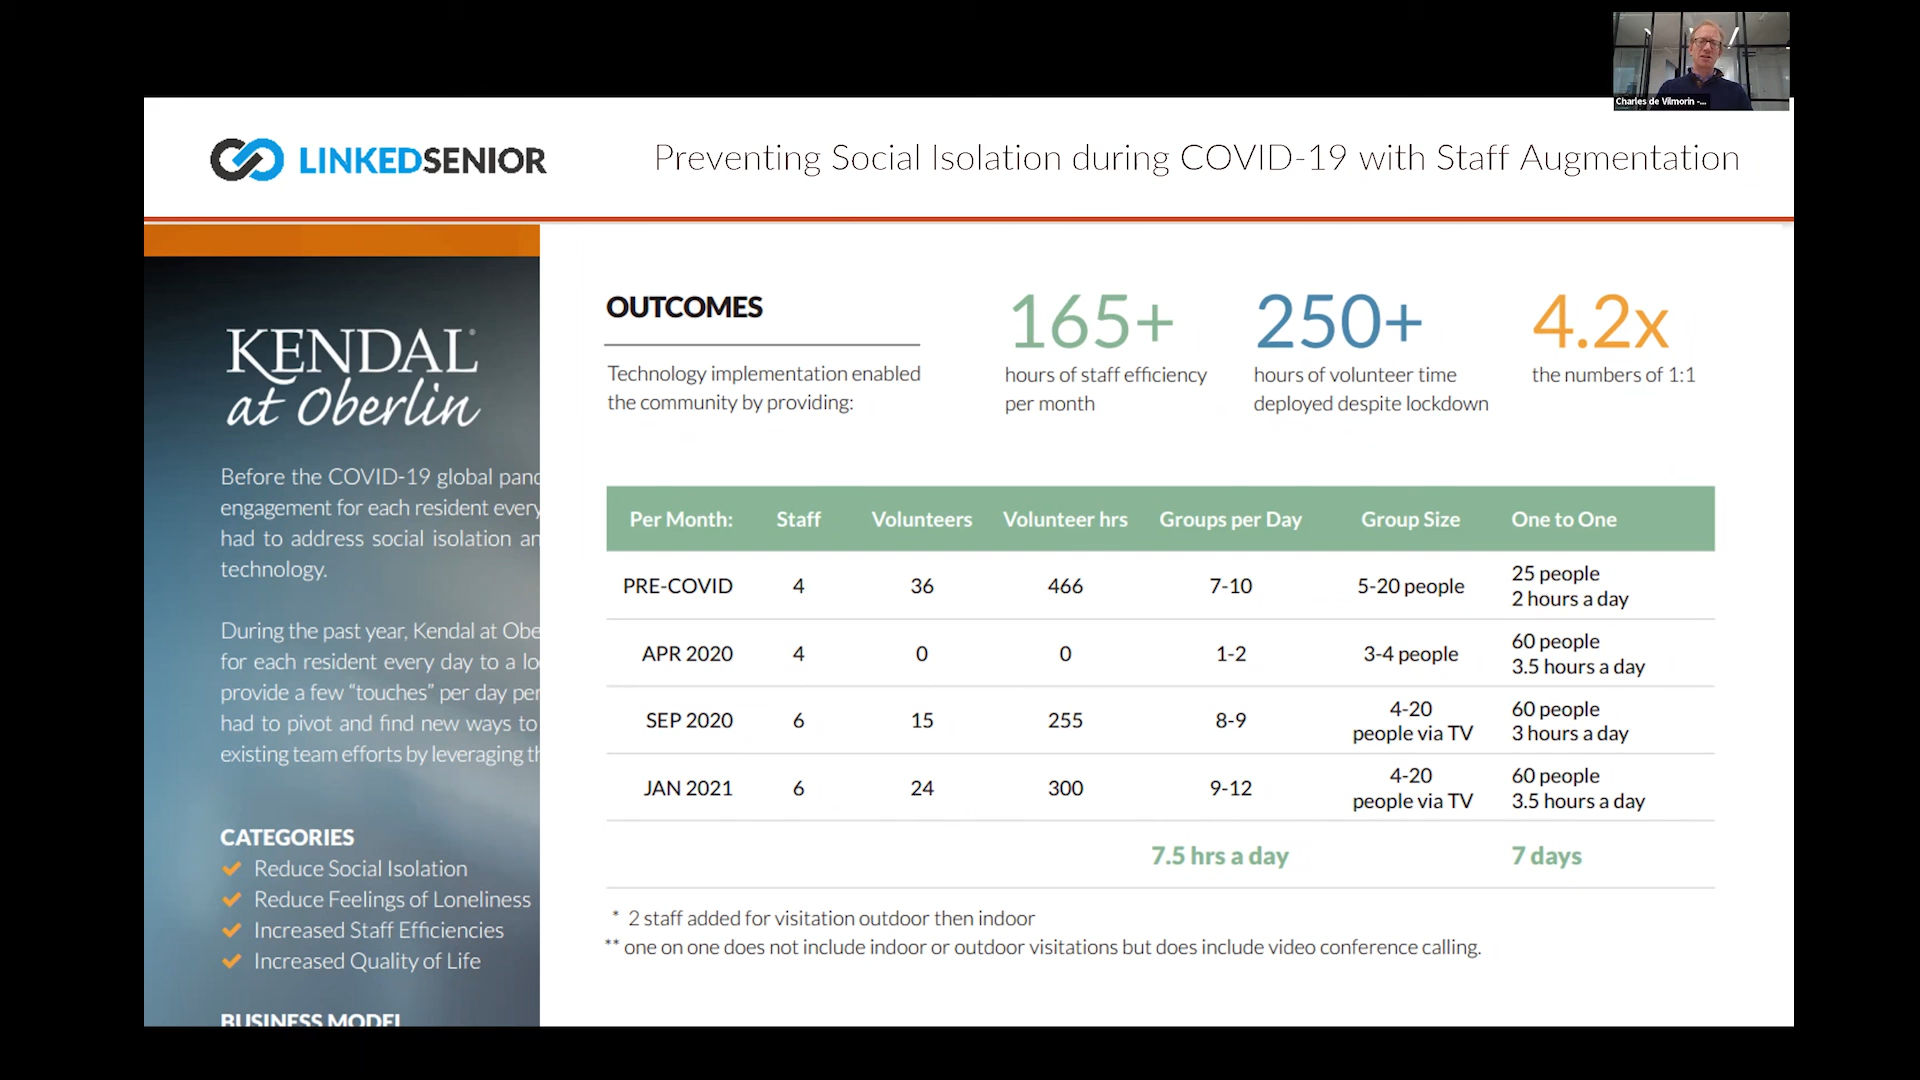 Charles de Vilmorin -...
LINKEDSENIOR
Preventing Social Isolation during COVID-19 with Staff Augmentation
KENDAL®
at Oberlin
Before the COVID-19 global
engagement for each resident every
had to address social isolation
technology.
During the past year, Kendal at
for each resident every day to a
provide a few “touches” per day
had to pivot and find new ways to
existing team efforts by leveraging
CATEGORIES
Reduce Social Isolation
Reduce Feelings of Loneliness
Increased Staff Efficiencies
Increased Quality of Life
BUSINESS MODEL
OUTCOMES
Technology implementation enabled
the community by providing:
165+
hours of staff efficiency
per month
250+
hours of volunteer time
deployed despite lockdown
4.2x
the numbers of 1:1
Per Month: Staff Volunteers Volunteer hrs Groups per Day Group Size One to One
PRE-COVID 4 36 466 7-10 5-20 people 25 people
2 hours a day
APR 2020 4 0 0 1-2 3-4 people 60 people
3.5 hours a day
SEP 2020 6 15 255 8-9 4-20 60 people
people via TV 3 hours a day
JAN 2021 6 24 300 9-12 4-20 60 people
people via TV 3.5 hours a day
7.5 hrs a day 7 days
* 2 staff added for visitation outdoor then indoor
** one on one does not include indoor or outdoor visitations but does include video conference calling.